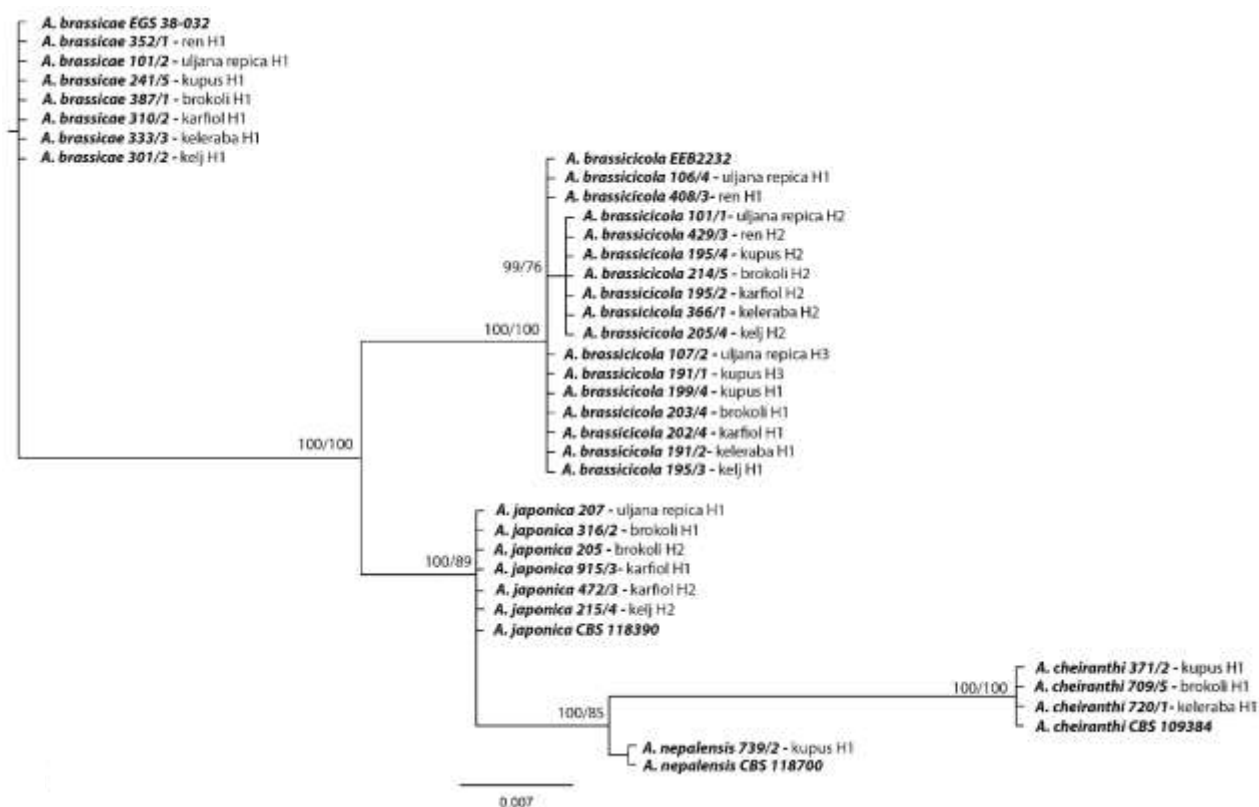 A. brassicae EGS 38-032
A. brassicae 352/1 - ren H1
A. brassicae 101/2 - uljana repica H1
A. brassicae 241/5 - kupus H1
A. brassicae 387/1 - brokoli H1
A. brassicae 310/2 - karfiol H1
A. brassicae 333/3 - keleraba H1
A. brassicae 301/2 - kelj H1
A. brassicicola EEB2232
A. brassicicola 106/4 - uljana repica H1
A. brassicicola 408/3- ren H1
A. brassicicola 101/1- uljana repica H2
A. brassicicola 429/3 - ren H2
A. brassicicola 195/4 - kupus H2
99/76
A. brassicicola 214/5 - brokoli H2
A. brassicicola 195/2 - karfiol H2
A. brassicicola 366/1 - keleraba H2
100/100
A. brassicicola 205/4 - kelj H2
A. brassicicola 107/2 - uljana repica H3
A. brassicicola 191/1 - kupus H3
A. brassicicola 199/4 - kupus H1
A. brassicicola 203/4 - brokoli H1
A. brassicicola 202/4 - karfiol H1
100/100
A. brassicicola 191/2- keleraba H1
A. brassicicola 195/3 - kelj H1
A. japonica 207 - uljana repica H1
A. japonica 316/2 - brokoli H1
A. japonica 205 - brokoli H2
100/89
A. japonica 915/3- karfiol H1
A. japonica 472/3 - karfiol H2
A. japonica 215/4 - kelj H2
A. japonica CBS 118390
A. cheiranthi 371/2 - kupus H1
100/100
A. cheiranthi 709/5 - brokoli H1
A. cheiranthi 720/1- keleraba H1
100/85
A. cheiranthi CBS 109384
A. nepalensis 739/2 - kupus H1
A. nepalensis CBS 118700
0.007